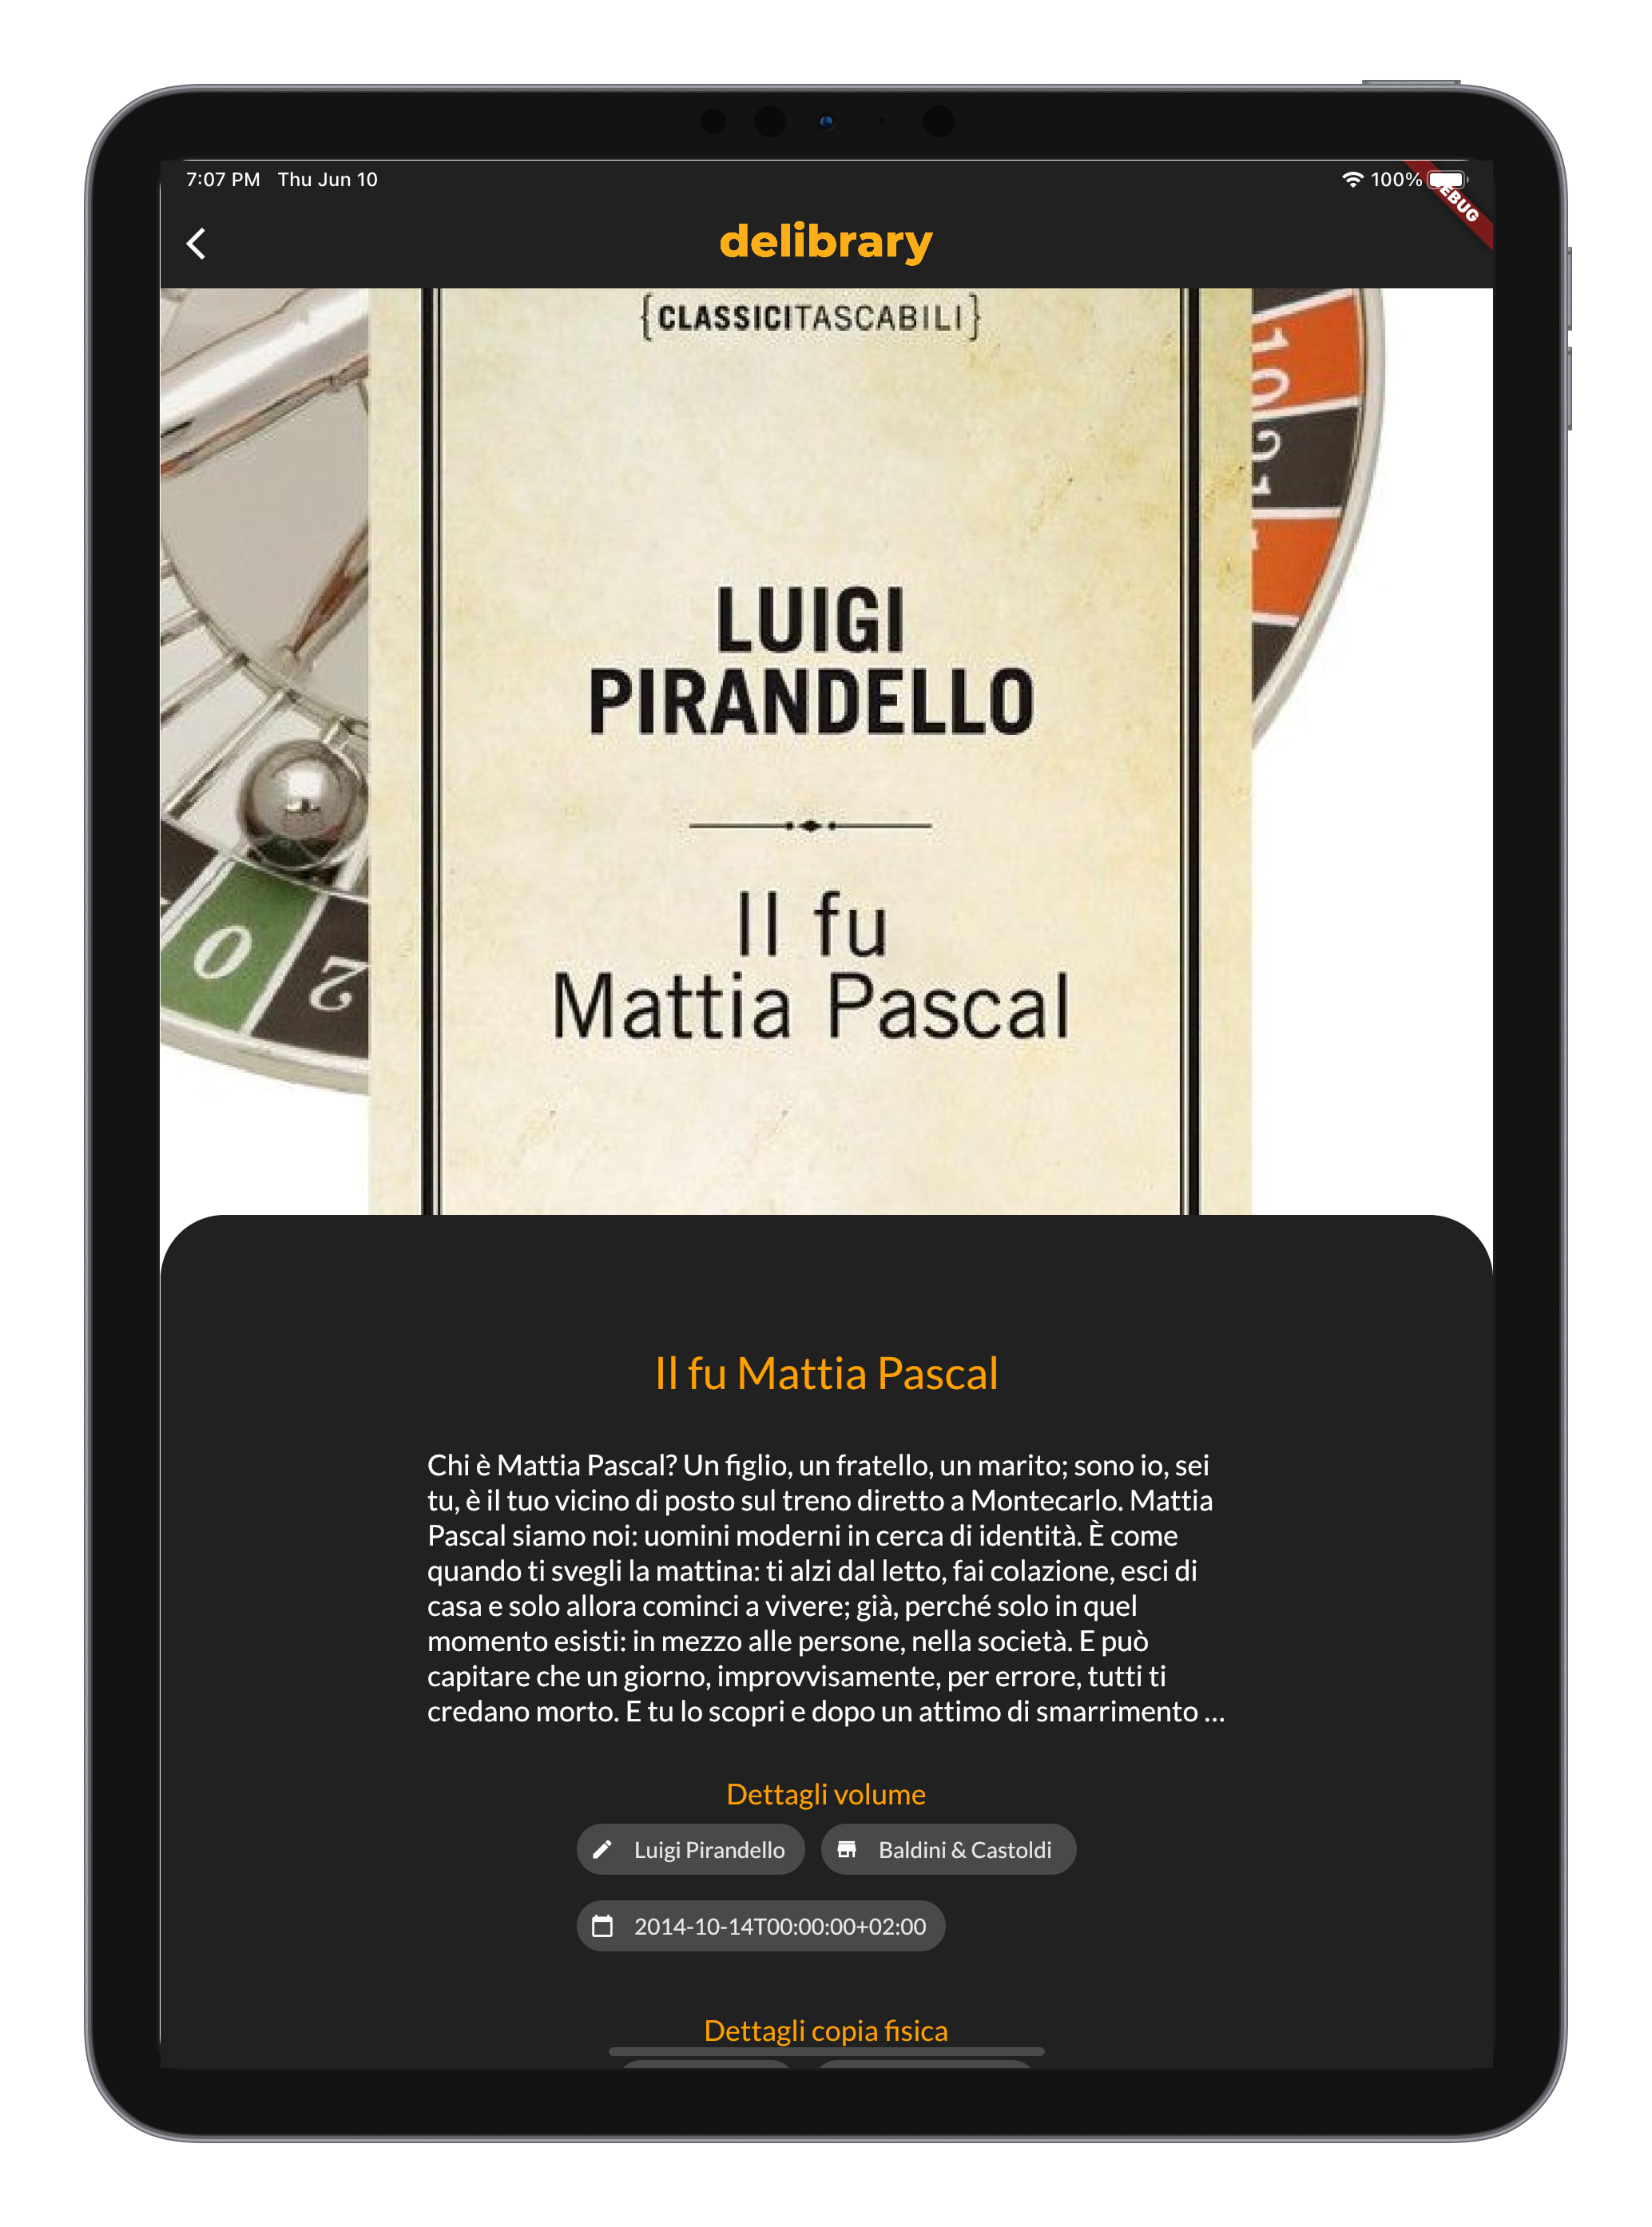 7:07 PM Thu Jun 10 100%
EBUG
delibrary
{CLASSICITASCABILI}
10
21
LUIGI
PIRANDELLO
Il fu
Mattia Pascal
0
2
Il fu Mattia Pascal
Chi è Mattia Pascal? Un figlio, un fratello, un marito; sono io, sei
tu, è il tuo vicino di posto sul treno diretto a Montecarlo. Mattia
Pascal siamo noi: uomini moderni in cerca di identità. È come
quando ti svegli la mattina: ti alzi dal letto, fai colazione, esci di
casa e solo allora cominci a vivere; già, perché solo in quel
momento esisti: in mezzo alle persone, nella società. E può
capitare che un giorno, improvvisamente, per errore, tutti ti
credano morto. E tu lo scopri e dopo un attimo di smarrimento ...
Dettagli volume
Luigi Pirandello Baldini & Castoldi
2014-10-14T00:00:00+02:00
Dettagli copia fisica